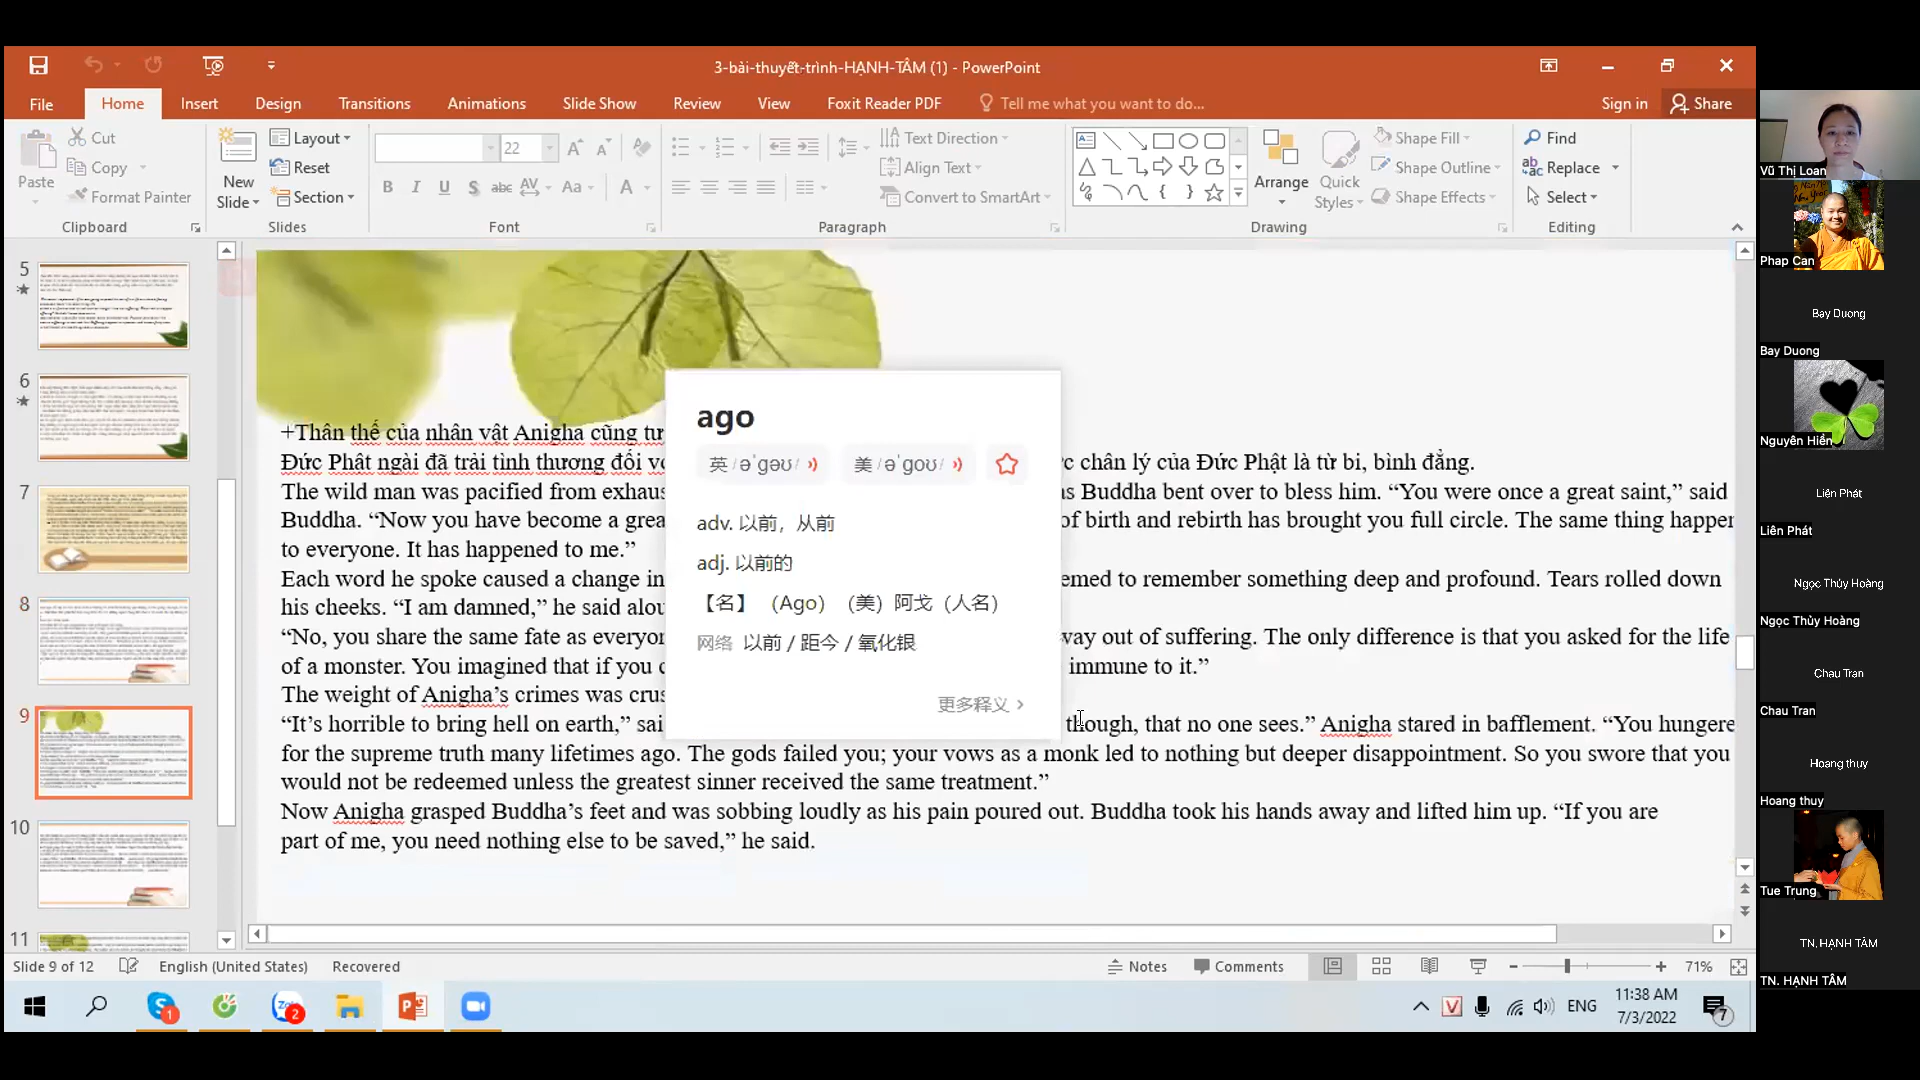 3-bài-thuyết-trình-HẠNH-TÂM (1) - PowerPoint
File Home Insert Design Transitions Animations Slide Show Review View Foxit Reader PDF Tell me what you want to do... Sign in Share
Paste
Cut
Copy
Format Painter
Clipboard
New Slide
Layout
Reset
Section
Slides
22
B I U S abc AV Aa A
Font
Text Direction
Align Text
Convert to SmartArt
Paragraph
Arrange
Quick Styles
Shape Fill
Shape Outline
Shape Effects
Drawing
Find
Replace
Select
Editing
5
6
7
8
9
10
11
+Thân thế của nhân vật Anigha cũng tư
Đức Phật ngài đã trải tình thương đối vớ c chân lý của Đức Phật là từ bi, bình đẳng.
The wild man was pacified from exhaus as Buddha bent over to bless him. “You were once a great saint,” said
Buddha. “Now you have become a grea of birth and rebirth has brought you full circle. The same thing happen
to everyone. It has happened to me.”
Each word he spoke caused a change in emed to remember something deep and profound. Tears rolled down
his cheeks. “I am damned,” he said alou
“No, you share the same fate as everyon way out of suffering. The only difference is that you asked for the life
of a monster. You imagined that if you c immune to it.”
The weight of Anigha’s crimes was crus
“It’s horrible to bring hell on earth,” sai though, that no one sees.” Anigha stared in bafflement. “You hungere
for the supreme truth many lifetimes ago. The gods failed you; your vows as a monk led to nothing but deeper disappointment. So you swore that you
would not be redeemed unless the greatest sinner received the same treatment.”
Now Anigha grasped Buddha’s feet and was sobbing loudly as his pain poured out. Buddha took his hands away and lifted him up. “If you are
part of me, you need nothing else to be saved,” he said.
ago
英 /əˈɡəʊ/ 美 /əˈɡoʊ/
adv. 以前，从前
adj. 以前的
【名】（Ago）（美）阿戈（人名）
网络 以前 / 距今 / 氧化银
更多释义 >
Slide 9 of 12 English (United States) Recovered Notes Comments 71%
1
2
ENG
11:38 AM
7/3/2022
7
Vũ Thị Loan
Phap Can
Bay Duong
Bay Duong
Nguyên Hiền
Liên Phát
Liên Phát
Ngọc Thủy Hoàng
Ngọc Thủy Hoàng
Chau Tran
Chau Tran
Hoang thuy
Hoang thuy
Tue Trung
TN. HẠNH TÂM
TN. HẠNH TÂM